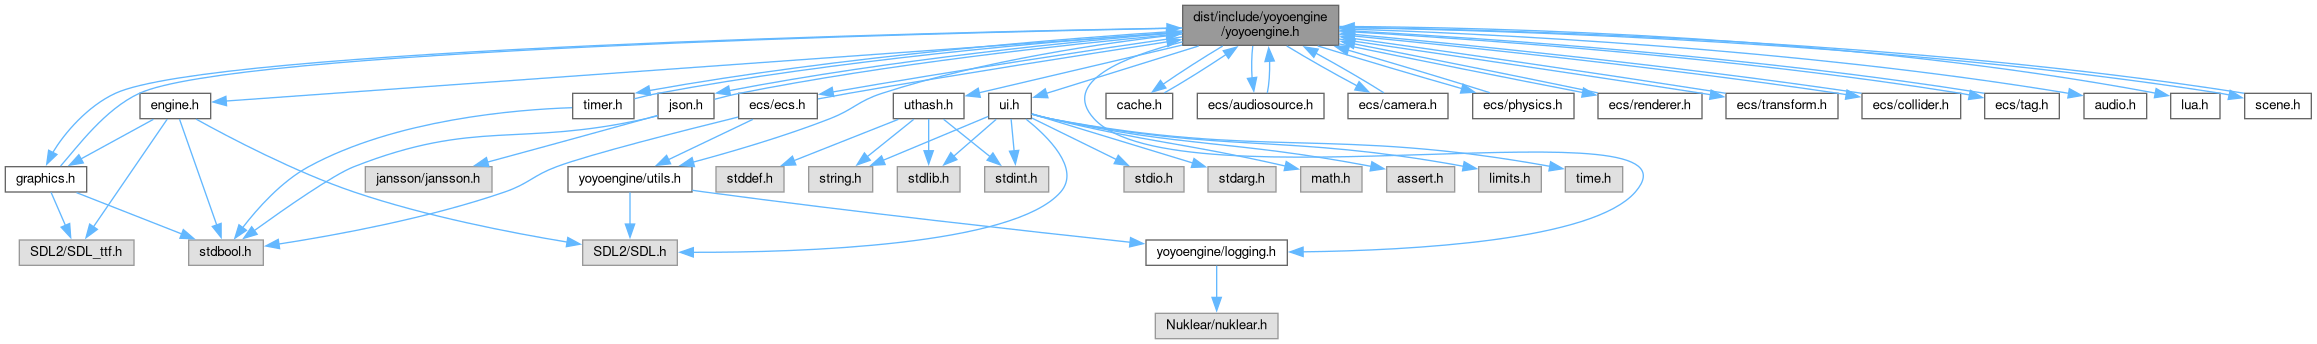 dist/include/yoyoengine
/yoyoengine.h
engine.h
timer.h
json.h
ecs/ecs.h
uthash.h
ui.h
cache.h
ecs/audiosource.h
ecs/camera.h
ecs/physics.h
ecs/renderer.h
ecs/transform.h
ecs/collider.h
ecs/tag.h
audio.h
lua.h
scene.h
graphics.h
jansson/jansson.h
yoyoengine/utils.h
stddef.h
string.h
stdlib.h
stdint.h
stdio.h
stdarg.h
math.h
assert.h
limits.h
time.h
SDL2/SDL_ttf.h
stdbool.h
SDL2/SDL.h
yoyoengine/logging.h
Nuklear/nuklear.h